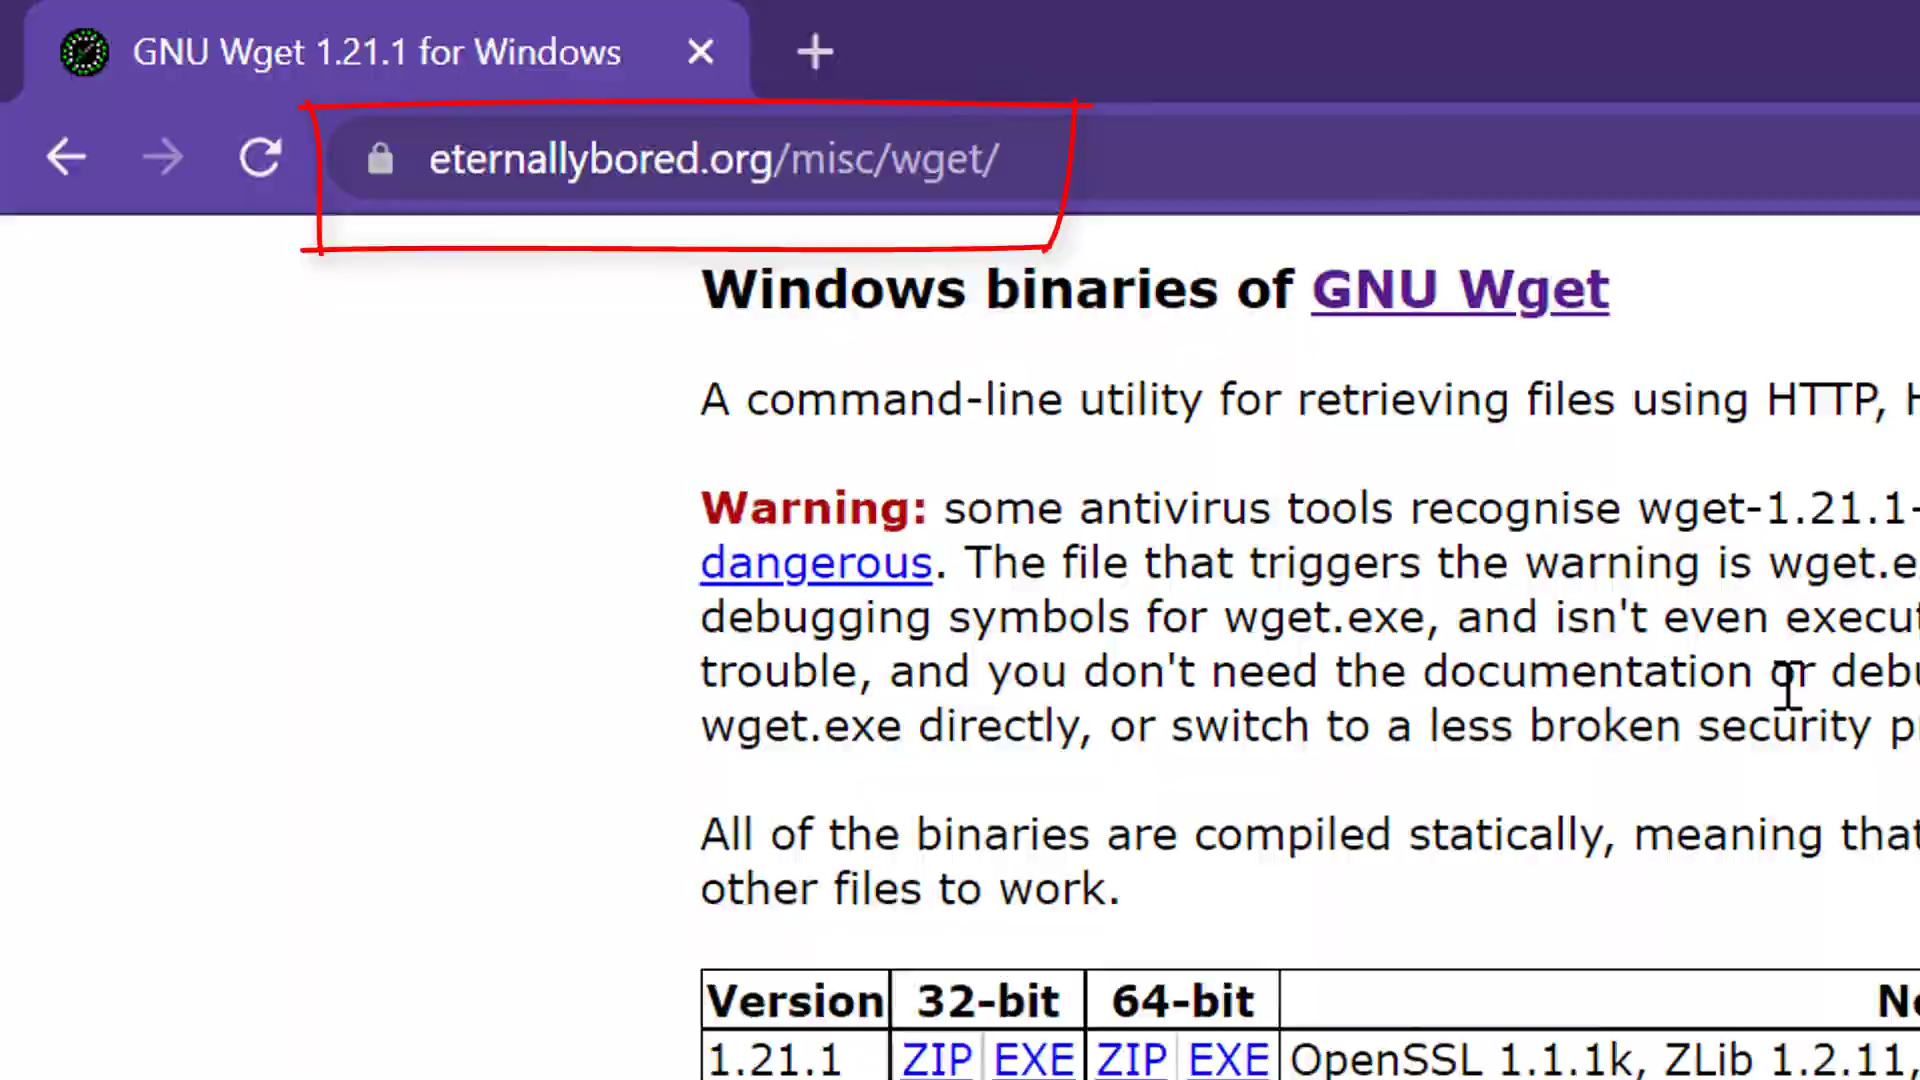 GNU Wget 1.21.1 for Windows
eternallybored.org/misc/wget/
Windows binaries of GNU Wget
A command-line utility for retrieving files using HTTP, H
Warning: some antivirus tools recognise wget-1.21.1-
dangerous. The file that triggers the warning is wget.e
debugging symbols for wget.exe, and isn't even execut
trouble, and you don't need the documentation or debu
wget.exe directly, or switch to a less broken security p
All of the binaries are compiled statically, meaning that
other files to work.
Version 32-bit 64-bit No
1.21.1 ZIP EXE ZIP EXE OpenSSL 1.1.1k, ZLib 1.2.11,